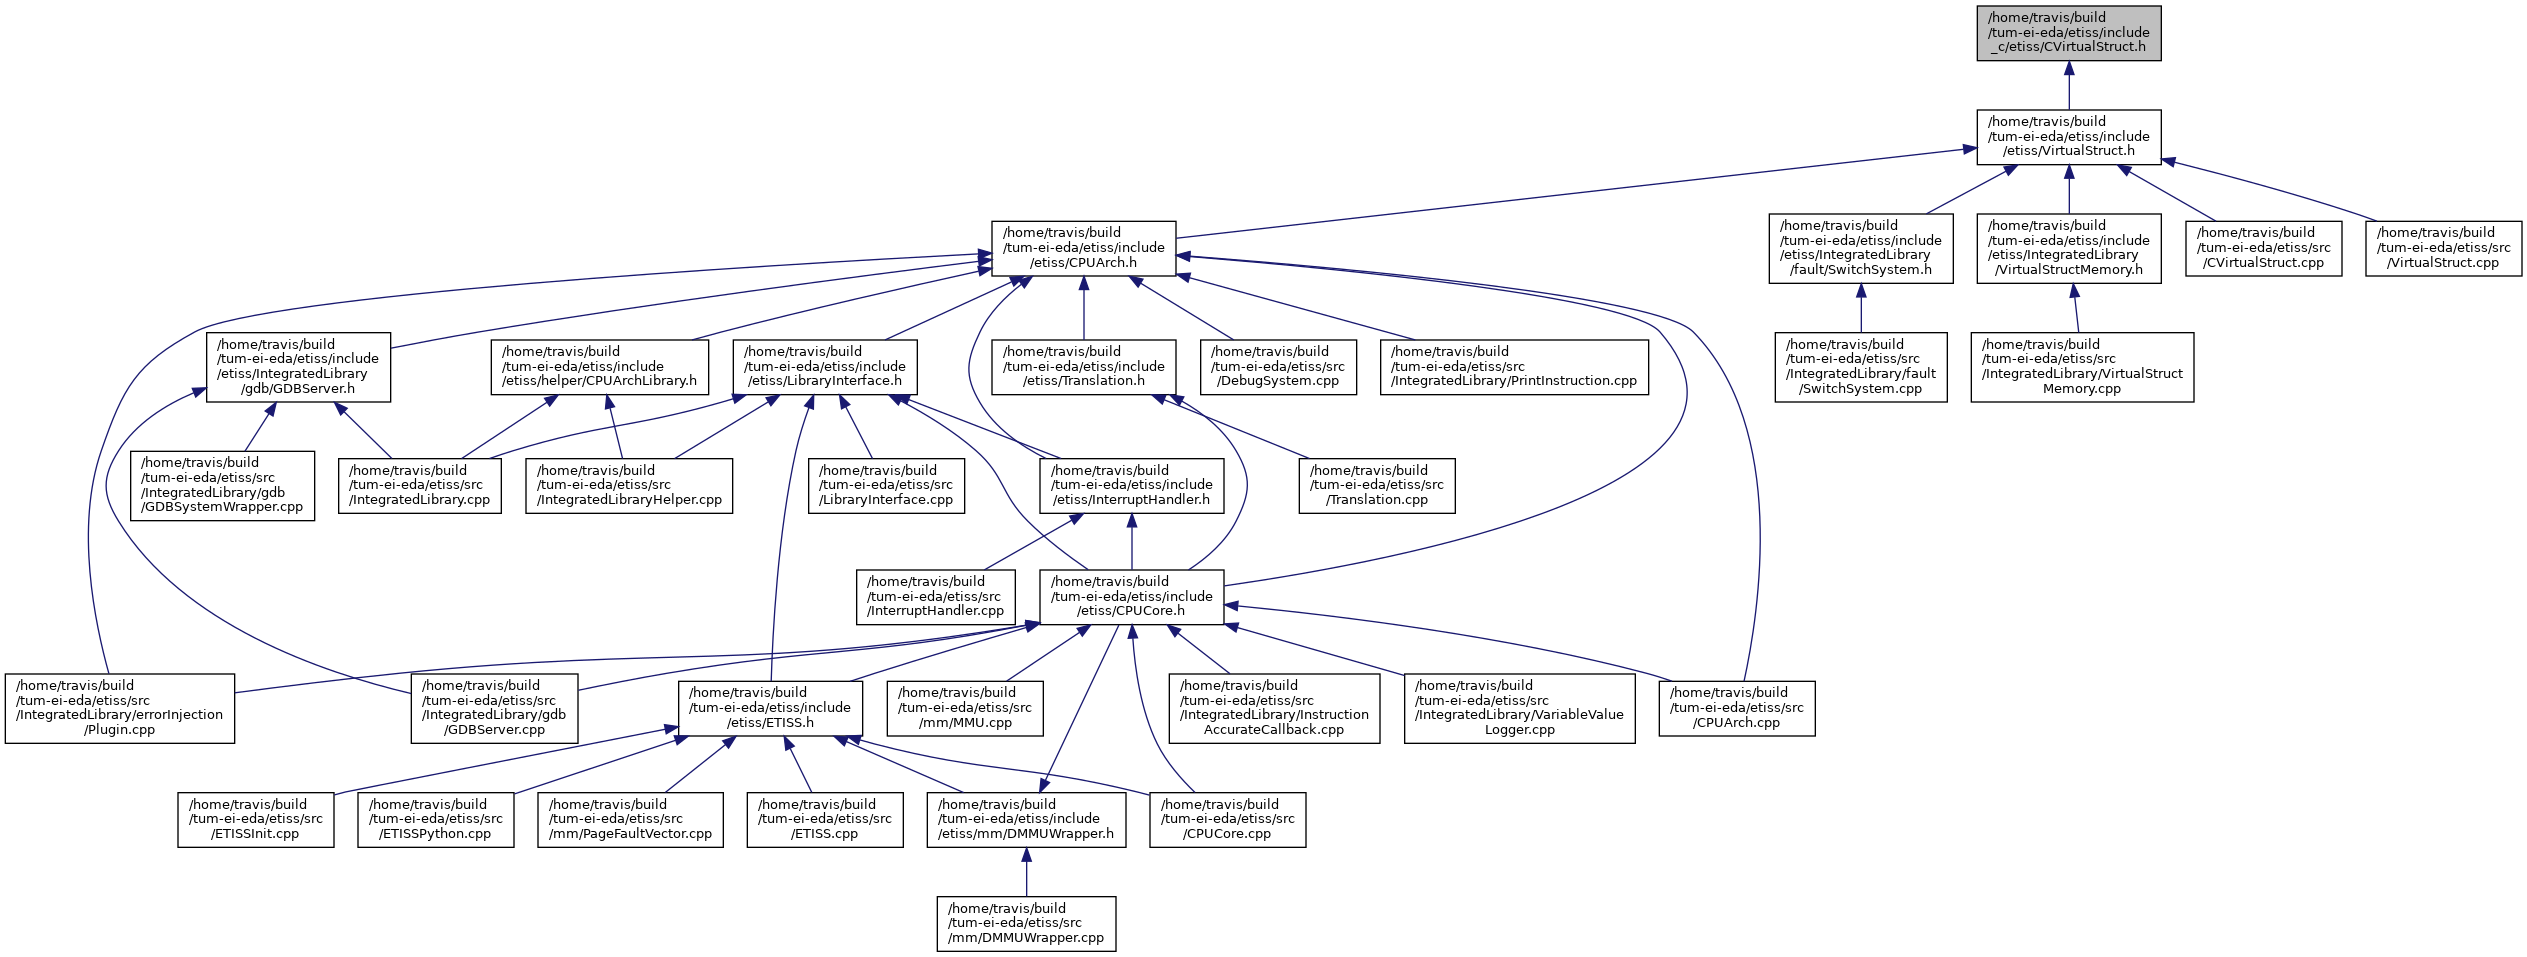 /home/travis/build
/tum-ei-eda/etiss/include
_c/etiss/CVirtualStruct.h
/home/travis/build
/tum-ei-eda/etiss/include
/etiss/VirtualStruct.h
/home/travis/build
/tum-ei-eda/etiss/include
/etiss/CPUArch.h
/home/travis/build
/tum-ei-eda/etiss/include
/etiss/IntegratedLibrary
/fault/SwitchSystem.h
/home/travis/build
/tum-ei-eda/etiss/include
/etiss/IntegratedLibrary
/VirtualStructMemory.h
/home/travis/build
/tum-ei-eda/etiss/src
/CVirtualStruct.cpp
/home/travis/build
/tum-ei-eda/etiss/src
/VirtualStruct.cpp
/home/travis/build
/tum-ei-eda/etiss/include
/etiss/IntegratedLibrary
/gdb/GDBServer.h
/home/travis/build
/tum-ei-eda/etiss/include
/etiss/helper/CPUArchLibrary.h
/home/travis/build
/tum-ei-eda/etiss/include
/etiss/LibraryInterface.h
/home/travis/build
/tum-ei-eda/etiss/include
/etiss/Translation.h
/home/travis/build
/tum-ei-eda/etiss/src
/DebugSystem.cpp
/home/travis/build
/tum-ei-eda/etiss/src
/IntegratedLibrary/PrintInstruction.cpp
/home/travis/build
/tum-ei-eda/etiss/src
/IntegratedLibrary/fault
/SwitchSystem.cpp
/home/travis/build
/tum-ei-eda/etiss/src
/IntegratedLibrary/VirtualStruct
Memory.cpp
/home/travis/build
/tum-ei-eda/etiss/src
/IntegratedLibrary/gdb
/GDBSystemWrapper.cpp
/home/travis/build
/tum-ei-eda/etiss/src
/IntegratedLibrary.cpp
/home/travis/build
/tum-ei-eda/etiss/src
/IntegratedLibraryHelper.cpp
/home/travis/build
/tum-ei-eda/etiss/src
/LibraryInterface.cpp
/home/travis/build
/tum-ei-eda/etiss/include
/etiss/InterruptHandler.h
/home/travis/build
/tum-ei-eda/etiss/src
/Translation.cpp
/home/travis/build
/tum-ei-eda/etiss/src
/InterruptHandler.cpp
/home/travis/build
/tum-ei-eda/etiss/include
/etiss/CPUCore.h
/home/travis/build
/tum-ei-eda/etiss/src
/IntegratedLibrary/errorInjection
/Plugin.cpp
/home/travis/build
/tum-ei-eda/etiss/src
/IntegratedLibrary/gdb
/GDBServer.cpp
/home/travis/build
/tum-ei-eda/etiss/include
/etiss/ETISS.h
/home/travis/build
/tum-ei-eda/etiss/src
/mm/MMU.cpp
/home/travis/build
/tum-ei-eda/etiss/src
/IntegratedLibrary/Instruction
AccurateCallback.cpp
/home/travis/build
/tum-ei-eda/etiss/src
/IntegratedLibrary/VariableValue
Logger.cpp
/home/travis/build
/tum-ei-eda/etiss/src
/CPUArch.cpp
/home/travis/build
/tum-ei-eda/etiss/src
/ETISSInit.cpp
/home/travis/build
/tum-ei-eda/etiss/src
/ETISSPython.cpp
/home/travis/build
/tum-ei-eda/etiss/src
/mm/PageFaultVector.cpp
/home/travis/build
/tum-ei-eda/etiss/src
/ETISS.cpp
/home/travis/build
/tum-ei-eda/etiss/include
/etiss/mm/DMMUWrapper.h
/home/travis/build
/tum-ei-eda/etiss/src
/CPUCore.cpp
/home/travis/build
/tum-ei-eda/etiss/src
/mm/DMMUWrapper.cpp